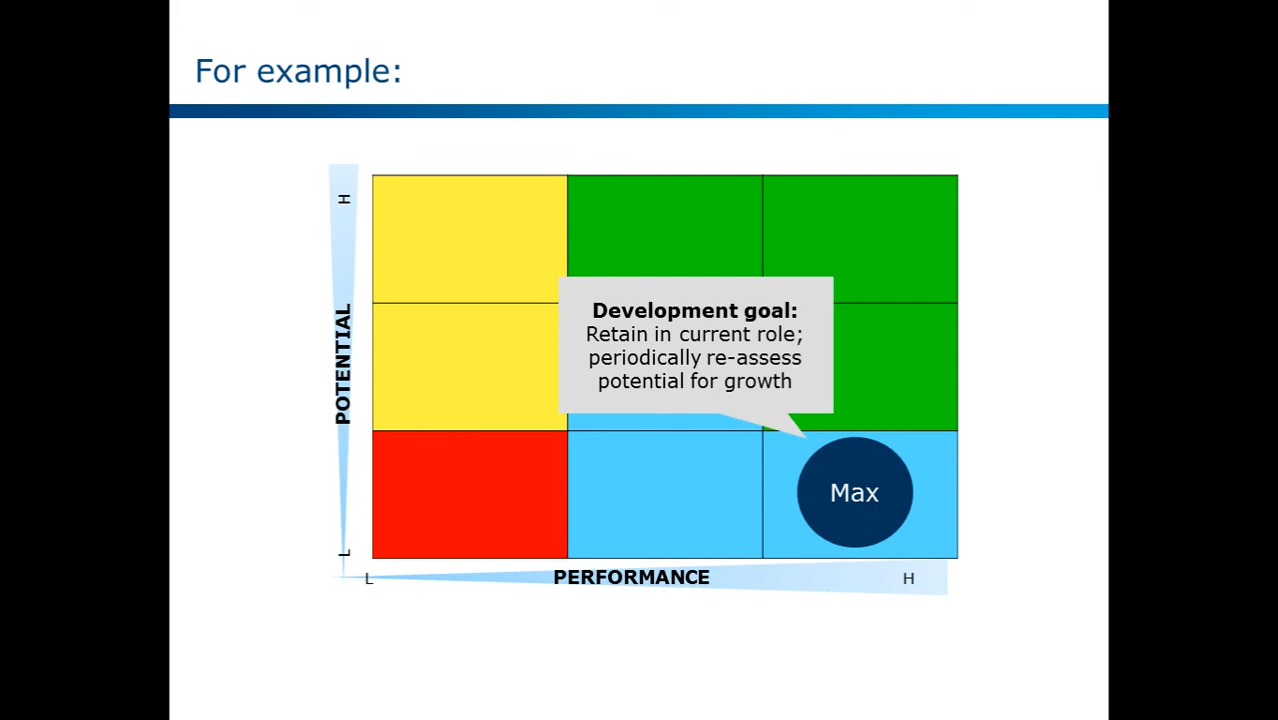 For example:
H
Development goal:
Retain in current role;
periodically re-assess
potential for growth
POTENTIAL
Max
L
L
PERFORMANCE
H